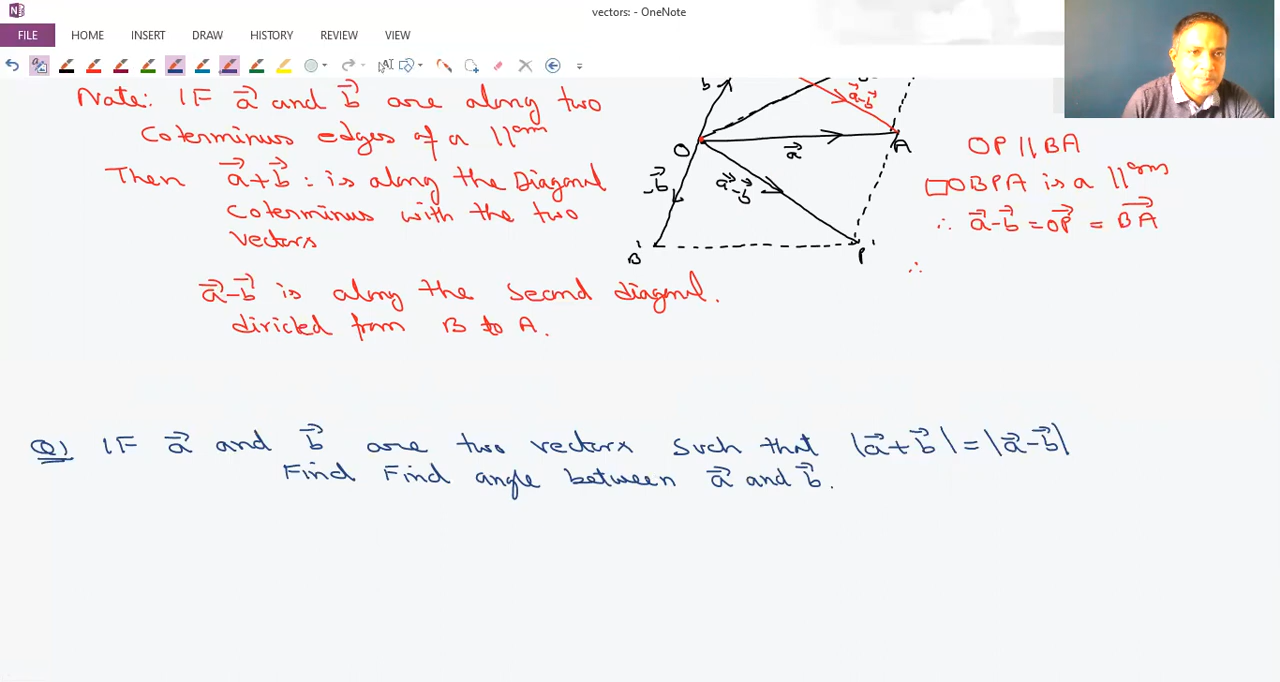 vectors: - OneNote
FILE HOME INSERT DRAW HISTORY REVIEW VIEW
Note: IF a⃗ and b⃗ are along two
coterminus edges of a ||gm
Then a⃗+b⃗ : is along the Diagonal
coterminus with the two
vectors
a⃗-b⃗ is along the second diagonal.
diricted from B to A.
b
a⃗-b⃗
O
a⃗
A
-b⃗
a⃗-b⃗
B'
P'
OP || BA
□OBPA is a ||gm
∴ a⃗-b⃗ = OP⃗ = BA⃗
∴
Q1) IF a⃗ and b⃗ are two vectors such that |a⃗+b⃗| = |a⃗-b⃗|
Find Find angle between a⃗ and b⃗.